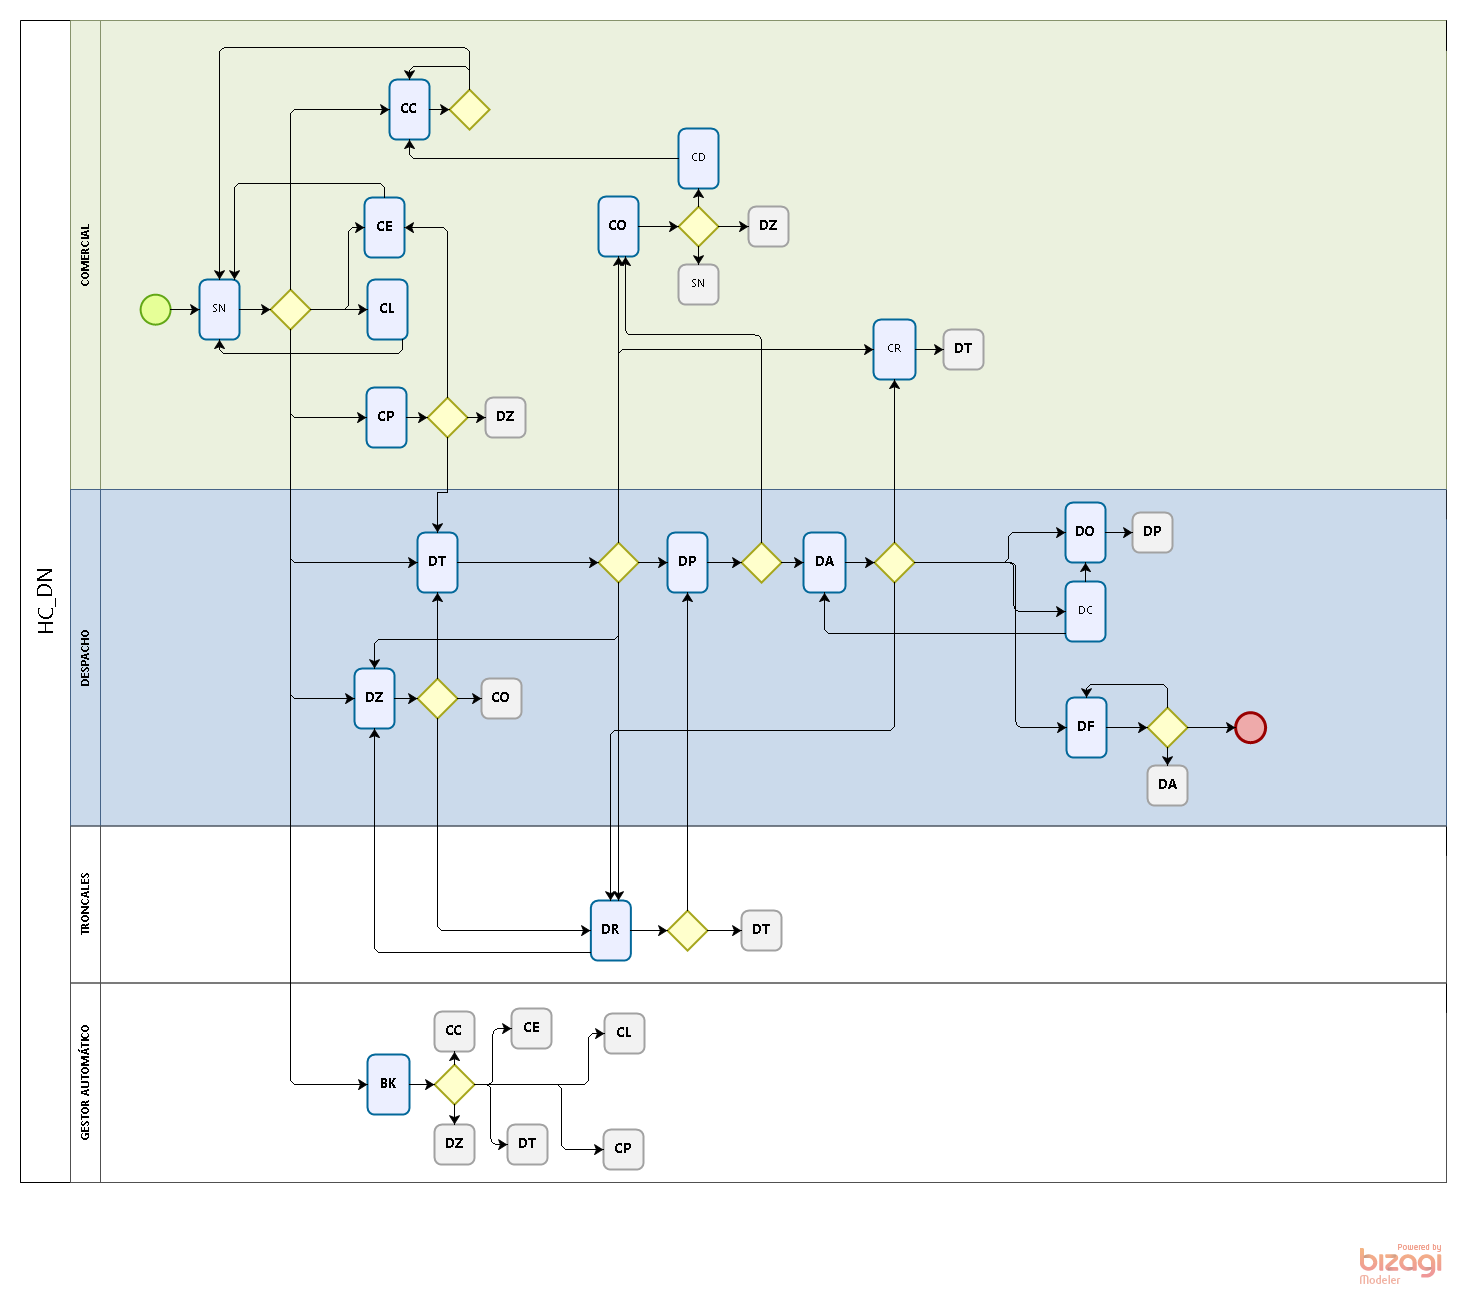 HC_DN
COMERCIAL
CC
CD
CE
CO
DZ
SN
CL
SN
CR
DT
CP
DZ
DESPACHO
DO
DP
DT
DP
DA
DC
DZ
CO
DF
DA
TRONCALES
DR
DT
GESTOR AUTOMÁTICO
CC
CE
CL
BK
DZ
DT
CP
Powered by
bizagi
Modeler